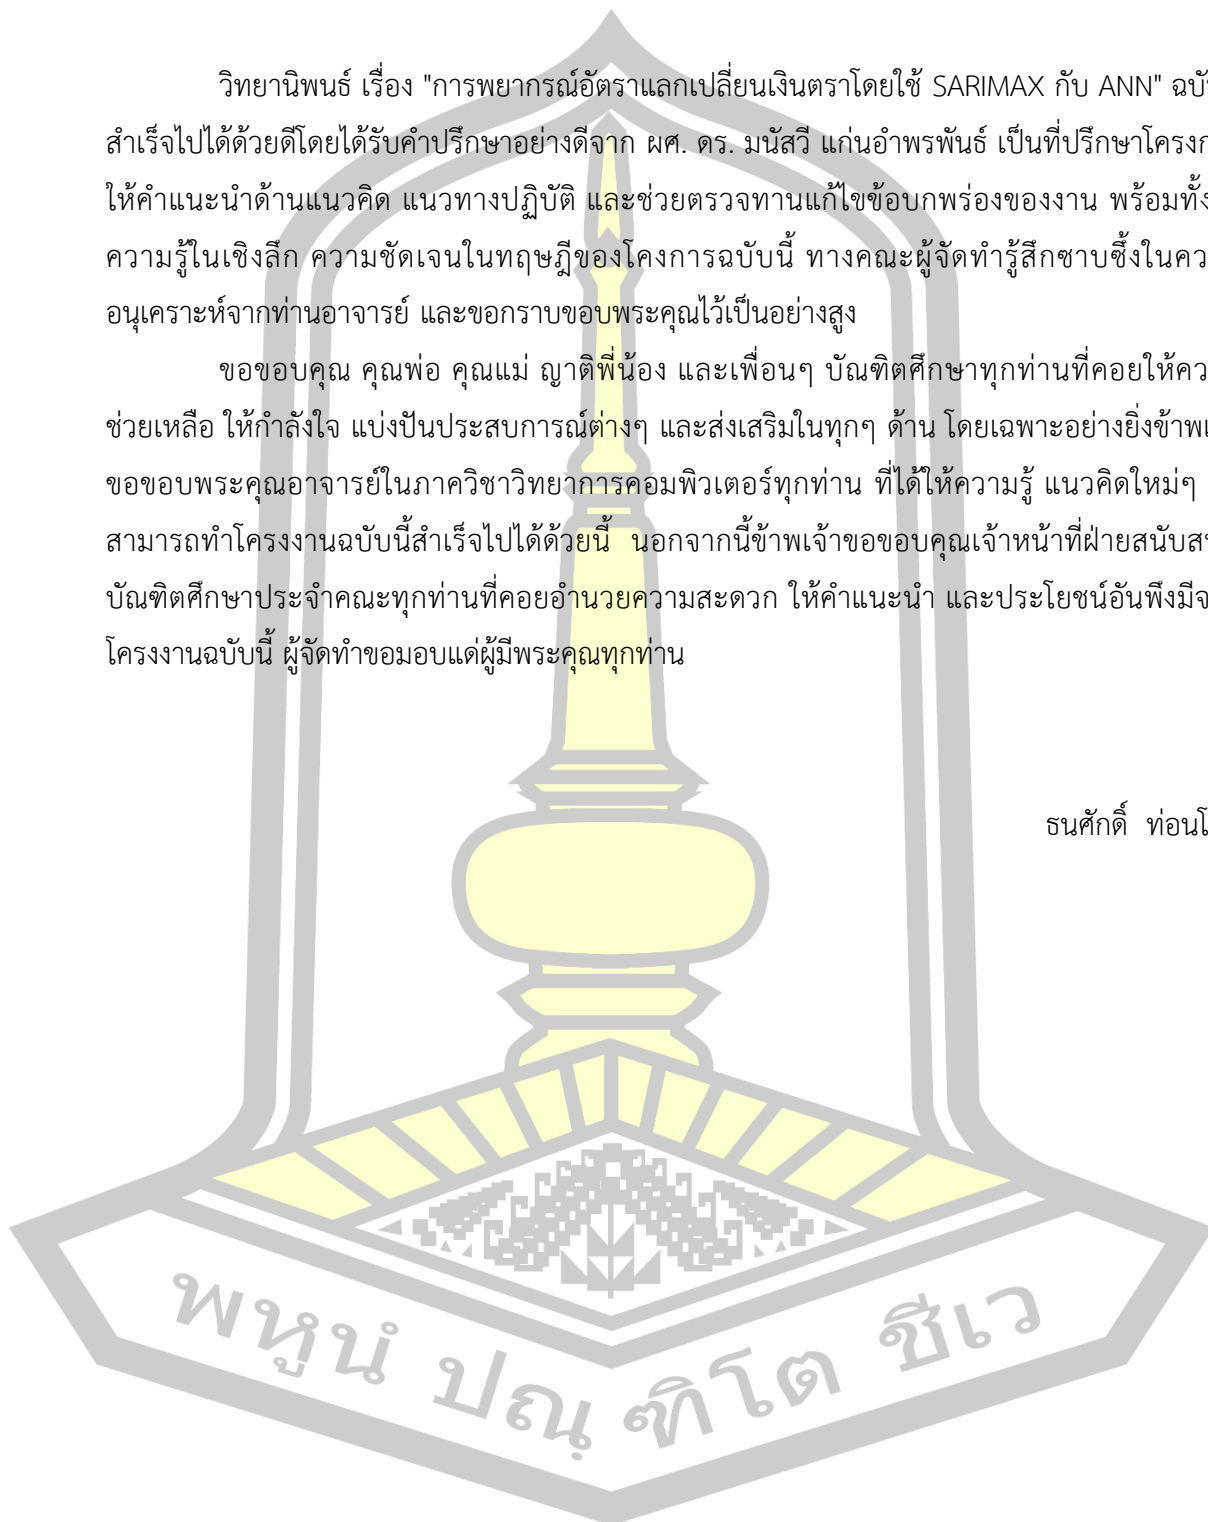 วิทยานิพนธ์ เรื่อง "การพยากรณ์อัตราแลกเปลี่ยนเงินตราโดยใช้ SARIMAX กับ ANN"
สำเร็จไปได้ด้วยดีโดยได้รับคำปรึกษาอย่างดีจาก ผศ. ดร. มนัสวี แก่นอำพรพันธ์ เป็นที่ปรึกษา
ให้คำแนะนำด้านแนวคิด แนวทางปฏิบัติ และช่วยตรวจทานแก้ไขข้อบกพร่องของงาน พร้อมทั้ง
ความรู้ในเชิงลึก ความชัดเจนในทฤษฎีของโคงการฉบับนี้ ทางคณะผู้จัดทำรู้สึกซาบซึ้งใน
อนุเคราะห์จากท่านอาจารย์ และขอกราบขอบพระคุณไว้เป็นอย่างสูง
ขอขอบคุณ คุณพ่อ คุณแม่ ญาติพี่น้อง และเพื่อนๆ บัณฑิตศึกษาทุกท่านที่คอยให้
ช่วยเหลือ ให้กำลังใจ แบ่งปันประสบการณ์ต่างๆ และส่งเสริมในทุกๆ ด้าน โดยเฉพาะอย่างยิ่ง
ขอขอบพระคุณอาจารย์ในภาควิชาวิทยาการคอมพิวเตอร์ทุกท่าน ที่ได้ให้ความรู้ แนวคิดใหม่ๆ
สามารถทำโครงงานฉบับนี้สำเร็จไปได้ด้วยนี้ นอกจากนี้ข้าพเจ้าขอขอบคุณเจ้าหน้าที่ฝ่าย
บัณฑิตศึกษาประจำคณะทุกท่านที่คอยอำนวยความสะดวก ให้คำแนะนำ และประโยชน์อันพึงมี
โครงงานฉบับนี้ ผู้จัดทำขอมอบแด่ผู้มีพระคุณทุกท่าน
ธนศักดิ์
พหูนํ ปณฺฑิโต ชีเว